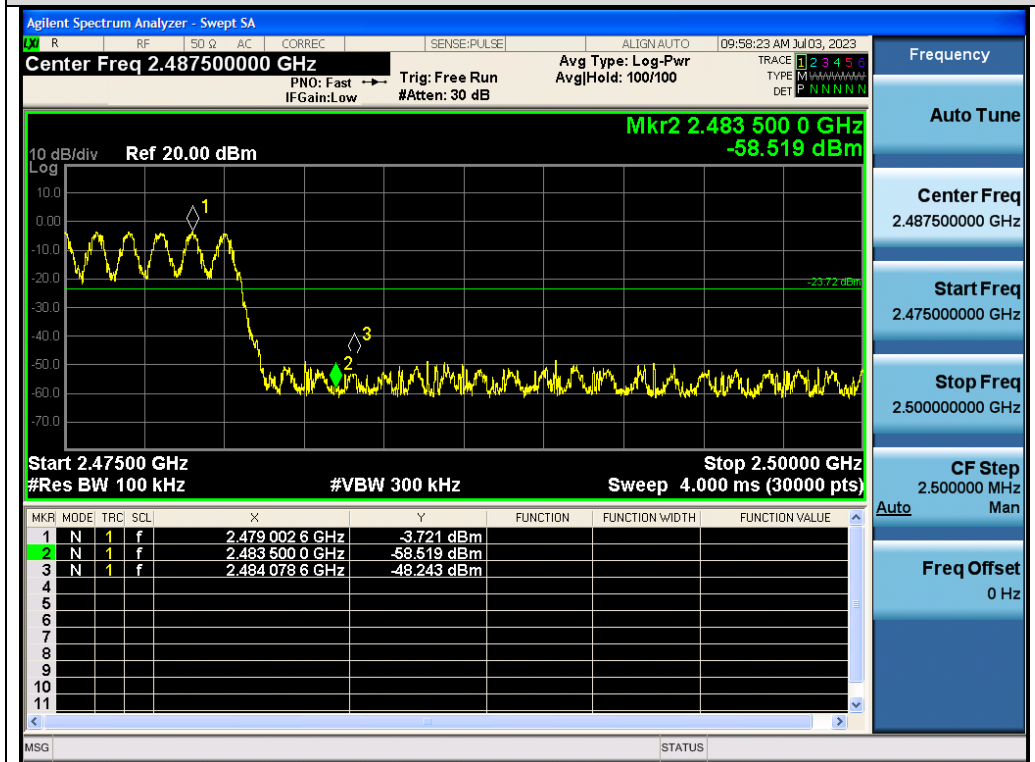 Agilent Spectrum Analyzer - Swept SA
LXI R RF 50 Ω AC CORREC SENSE:PULSE ALIGN AUTO 09:58:23 AM Jul 03, 2023
Center Freq 2.487500000 GHz
PNO: Fast
IFGain:Low
Trig: Free Run
#Atten: 30 dB
Avg Type: Log-Pwr
Avg|Hold: 100/100
TRACE 1 2 3 4 5 6
TYPE M
DET P N N N N N
Mkr2 2.483 500 0 GHz
-58.519 dBm
10 dB/div Ref 20.00 dBm
Log
10.0
0.00
-10.0
-20.0
-30.0
-40.0
-50.0
-60.0
-70.0
1
-23.72 dBm
3
2
Start 2.47500 GHz Stop 2.50000 GHz
#Res BW 100 kHz #VBW 300 kHz Sweep 4.000 ms (30000 pts)
MKR MODE TRC SCL X Y FUNCTION FUNCTION WIDTH FUNCTION VALUE
1 N 1 f 2.479 002 6 GHz -3.721 dBm
2 N 1 f 2.483 500 0 GHz -58.519 dBm
3 N 1 f 2.484 078 6 GHz -48.243 dBm
4
5
6
7
8
9
10
11
MSG STATUS
Frequency
Auto Tune
Center Freq
2.487500000 GHz
Start Freq
2.475000000 GHz
Stop Freq
2.500000000 GHz
CF Step
2.500000 MHz
Auto Man
Freq Offset
0 Hz